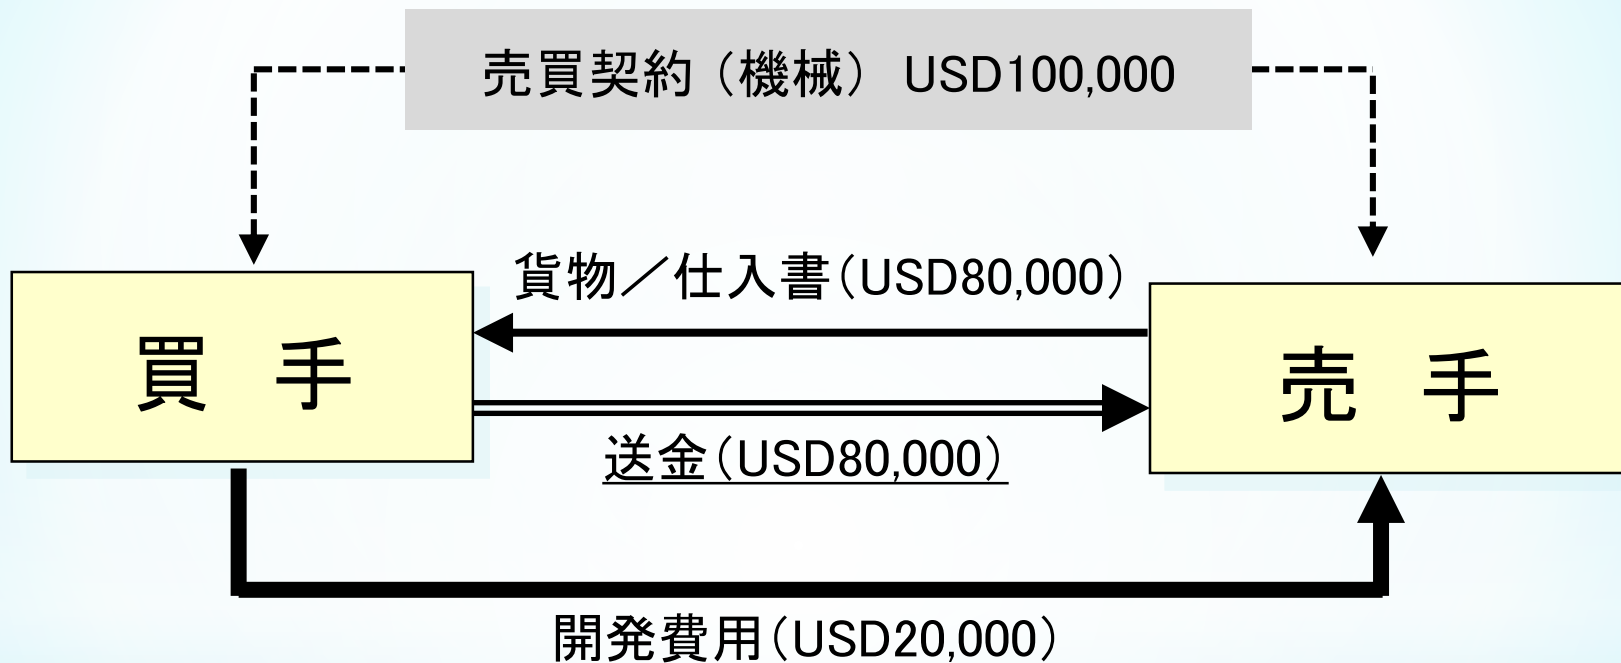 売買契約（機械） USD100,000
貨物／仕入書（USD80,000）
買　手
売　手
送金（USD80,000）
開発費用（USD20,000）